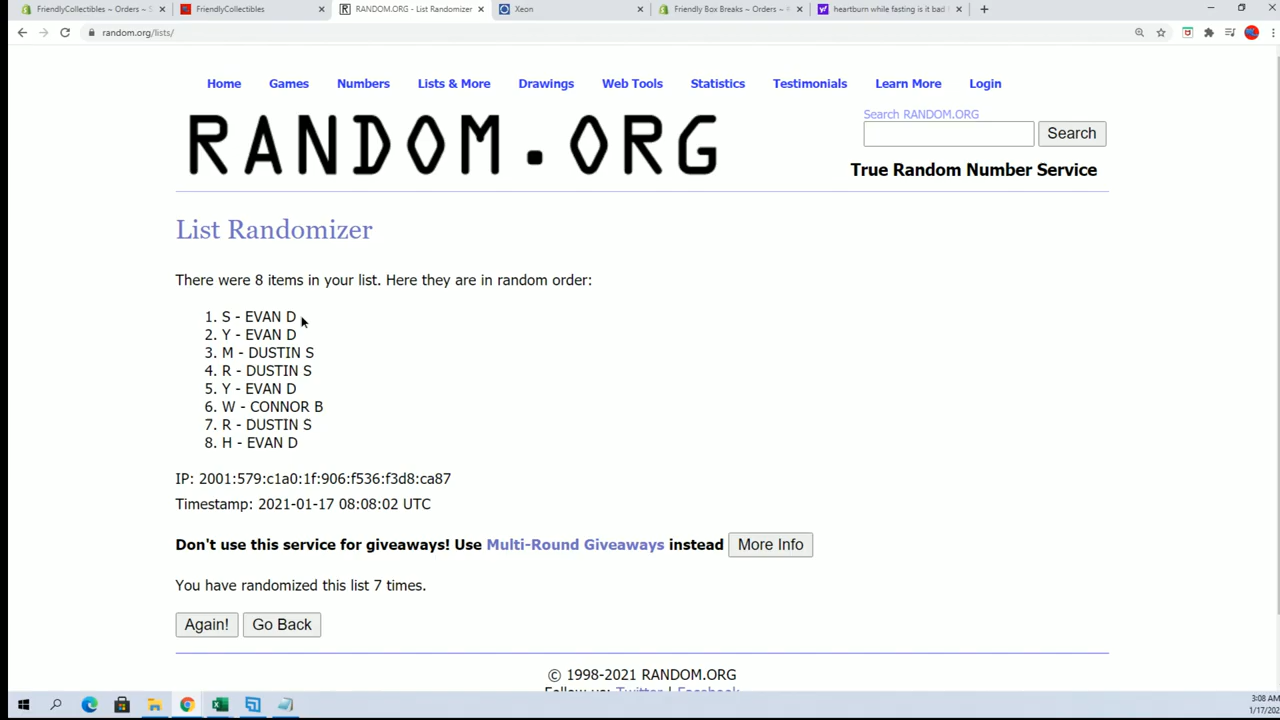 FriendlyCollectibles ~ Orders ~ S
FriendlyCollectibles
RANDOM.ORG - List Randomizer
Xeon
Friendly Box Breaks ~ Orders ~
heartburn while fasting is it bad
random.org/lists/
Home Games Numbers Lists & More Drawings Web Tools Statistics Testimonials Learn More Login
RANDOM.ORG
Search RANDOM.ORG
Search
True Random Number Service
List Randomizer
There were 8 items in your list. Here they are in random order:
1. S - EVAN D
2. Y - EVAN D
3. M - DUSTIN S
4. R - DUSTIN S
5. Y - EVAN D
6. W - CONNOR B
7. R - DUSTIN S
8. H - EVAN D
IP: 2001:579:c1a0:1f:906:f536:f3d8:ca87
Timestamp: 2021-01-17 08:08:02 UTC
Don't use this service for giveaways! Use Multi-Round Giveaways instead More Info
You have randomized this list 7 times.
Again! Go Back
© 1998-2021 RANDOM.ORG
Follow us: Twitter | Facebook
3:08 AM
1/17/202